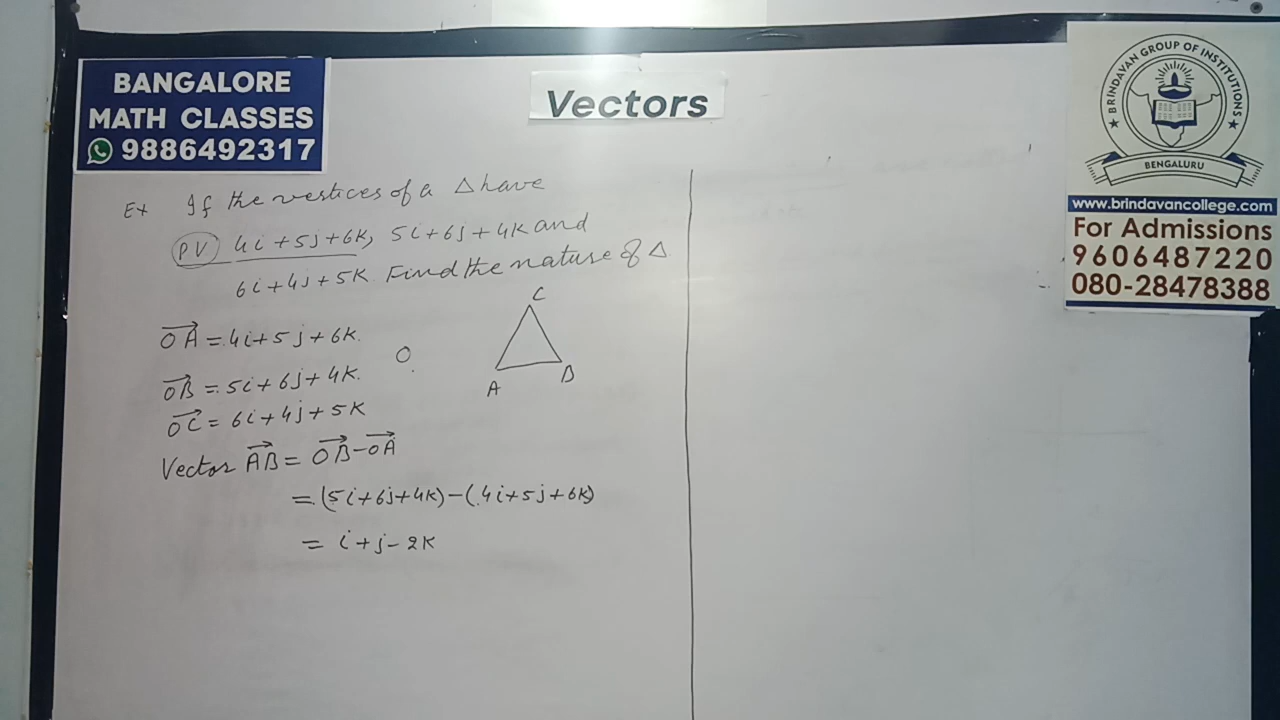 BANGALORE
MATH CLASSES
9886492317
Vectors
BRINDAVAN GROUP OF INSTITUTIONS
BENGALURU
www.brindavancollege.com
For Admissions
9606487220
080-28478388
Ex If the vertices of a △ have
(PV) 4i+5j+6k, 5i+6j+4k and
6i+4j+5k. Find the nature of △
C
A B
O
OA = 4i+5j+6k.
OB = 5i+6j+4k.
OC = 6i+4j+5k
Vector AB = OB-OA
= (5i+6j+4k)-(4i+5j+6k)
= i+j-2k